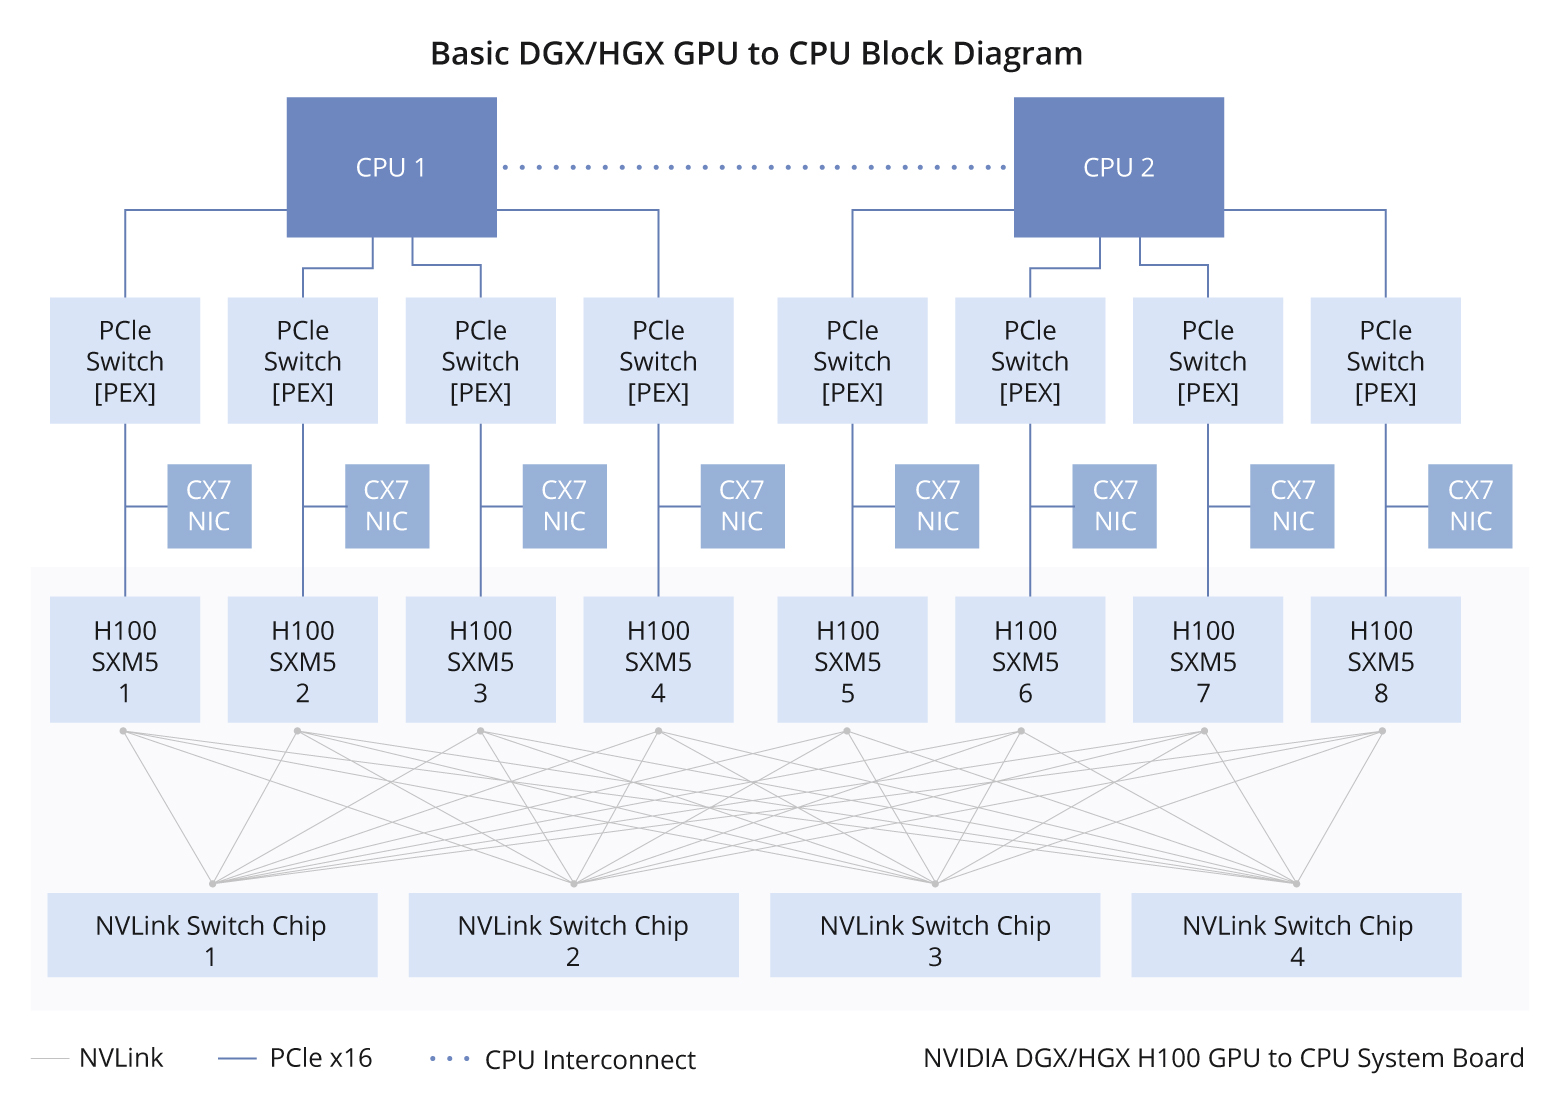 Basic DGX/HGX GPU to CPU Block Diagram
CPU 1
CPU 2
PCle
Switch
[PEX]
PCle
Switch
[PEX]
PCle
Switch
[PEX]
PCle
Switch
[PEX]
PCle
Switch
[PEX]
PCle
Switch
[PEX]
PCle
Switch
[PEX]
PCle
Switch
[PEX]
CX7
NIC
CX7
NIC
CX7
NIC
CX7
NIC
CX7
NIC
CX7
NIC
CX7
NIC
CX7
NIC
H100
SXM5
1
H100
SXM5
2
H100
SXM5
3
H100
SXM5
4
H100
SXM5
5
H100
SXM5
6
H100
SXM5
7
H100
SXM5
8
NVLink Switch Chip
1
NVLink Switch Chip
2
NVLink Switch Chip
3
NVLink Switch Chip
4
NVLink
PCle x16
CPU Interconnect
NVIDIA DGX/HGX H100 GPU to CPU System Board